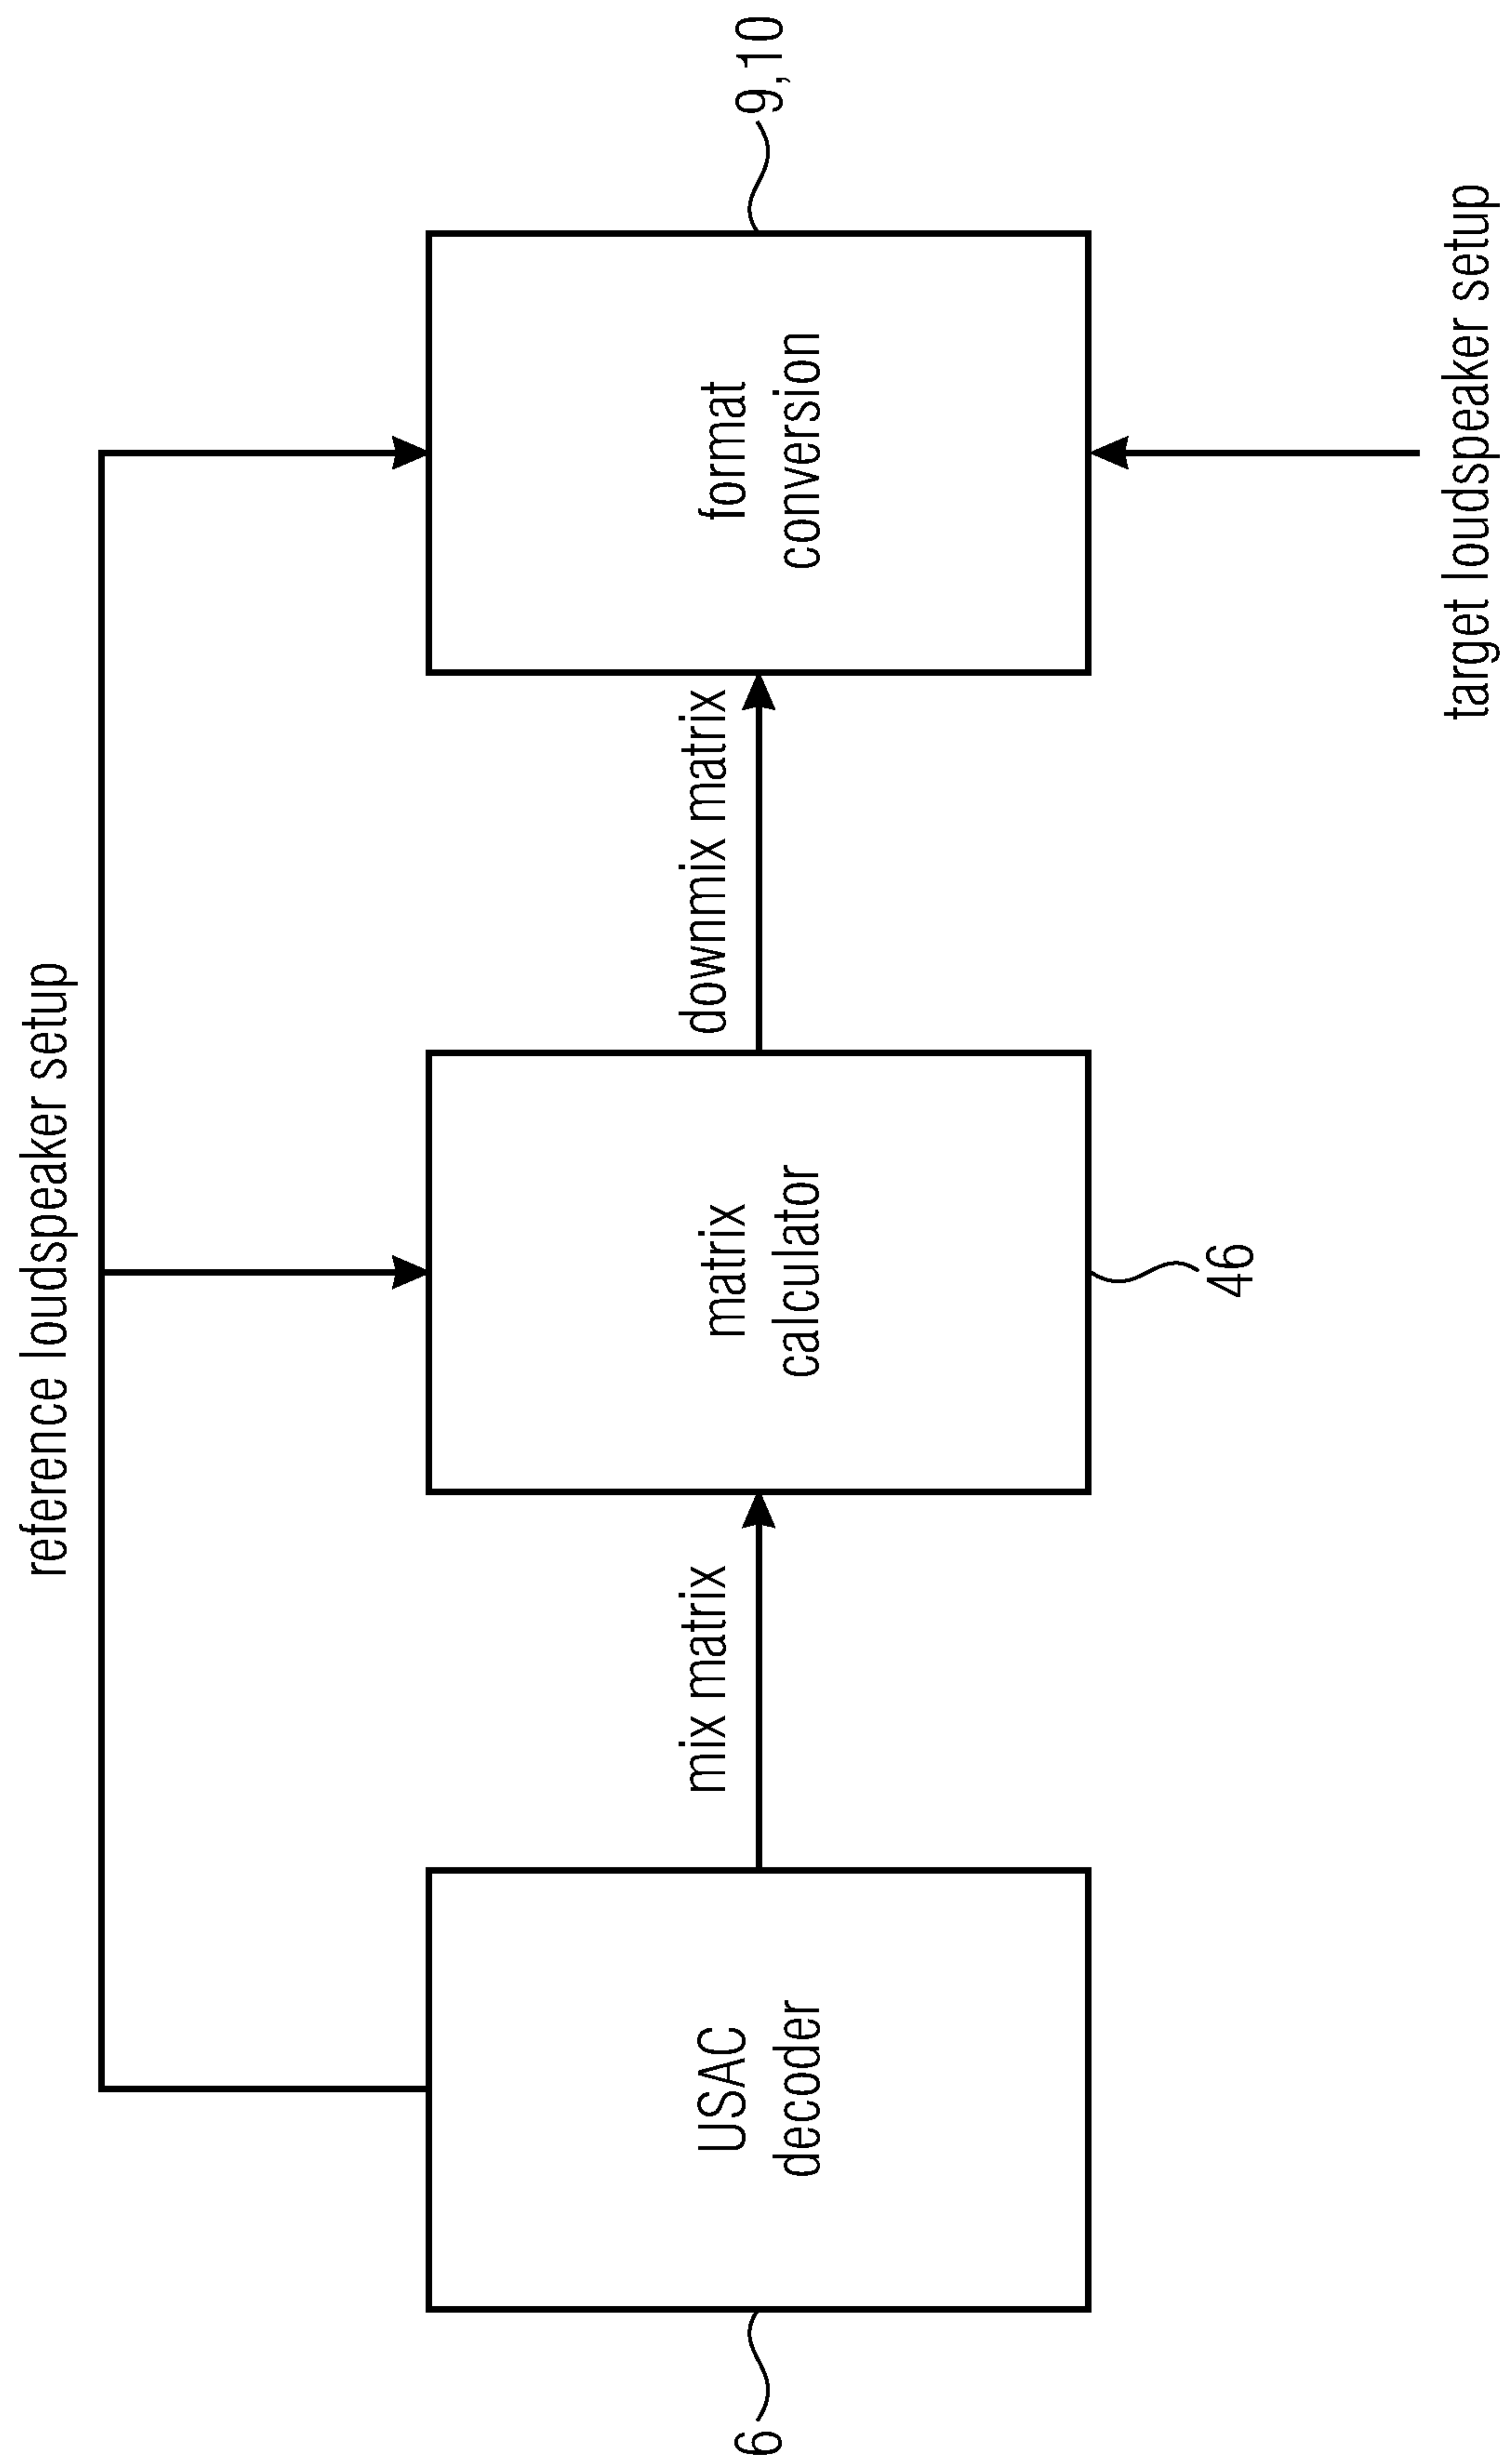 reference loudspeaker setup
6
USAC
decoder
mix matrix
matrix
calculator
46
downmix matrix
format
conversion
9,10
target loudspeaker setup